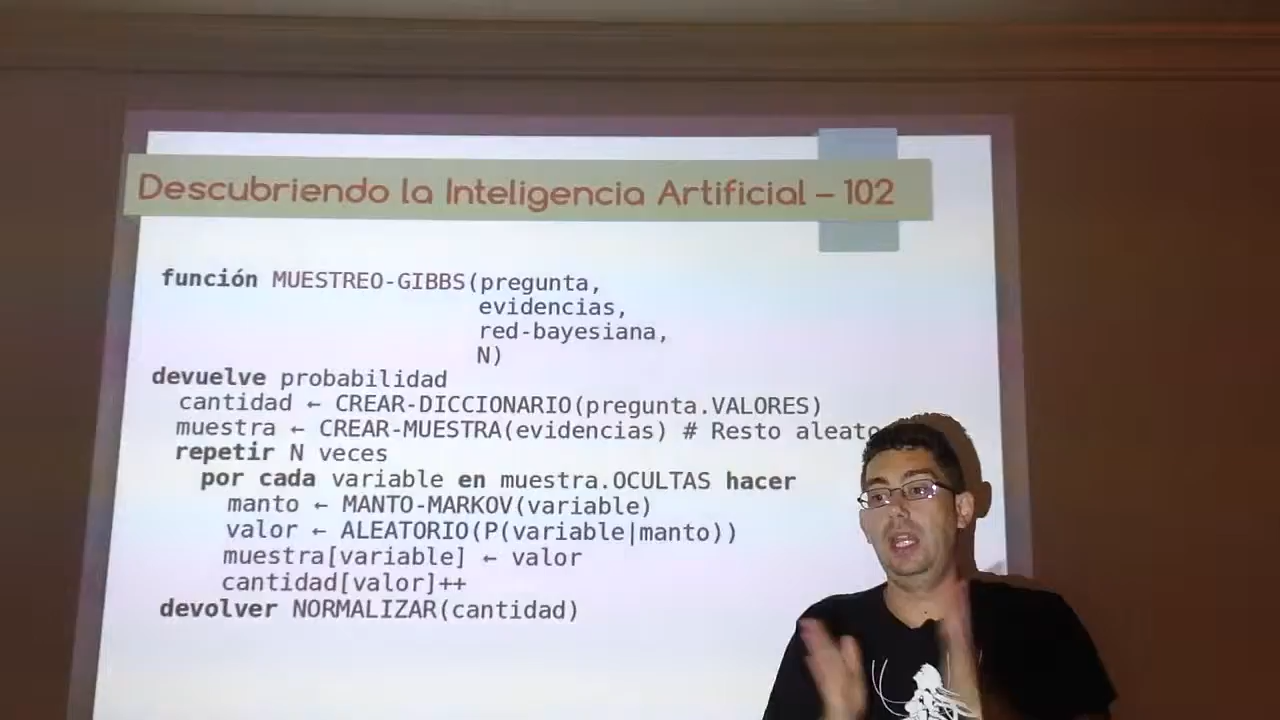 Descubriendo la Inteligencia Artificial – 102
función MUESTREO-GIBBS(pregunta,
evidencias,
red-bayesiana,
N)
devuelve probabilidad
cantidad ← CREAR-DICCIONARIO(pregunta.VALORES)
muestra ← CREAR-MUESTRA(evidencias) # Resto
repetir N veces
por cada variable en muestra.OCULTAS hacer
manto ← MANTO-MARKOV(variable)
valor ← ALEATORIO(P(variable|manto))
muestra[variable] ← valor
cantidad[valor]++
devolver NORMALIZAR(cantidad)